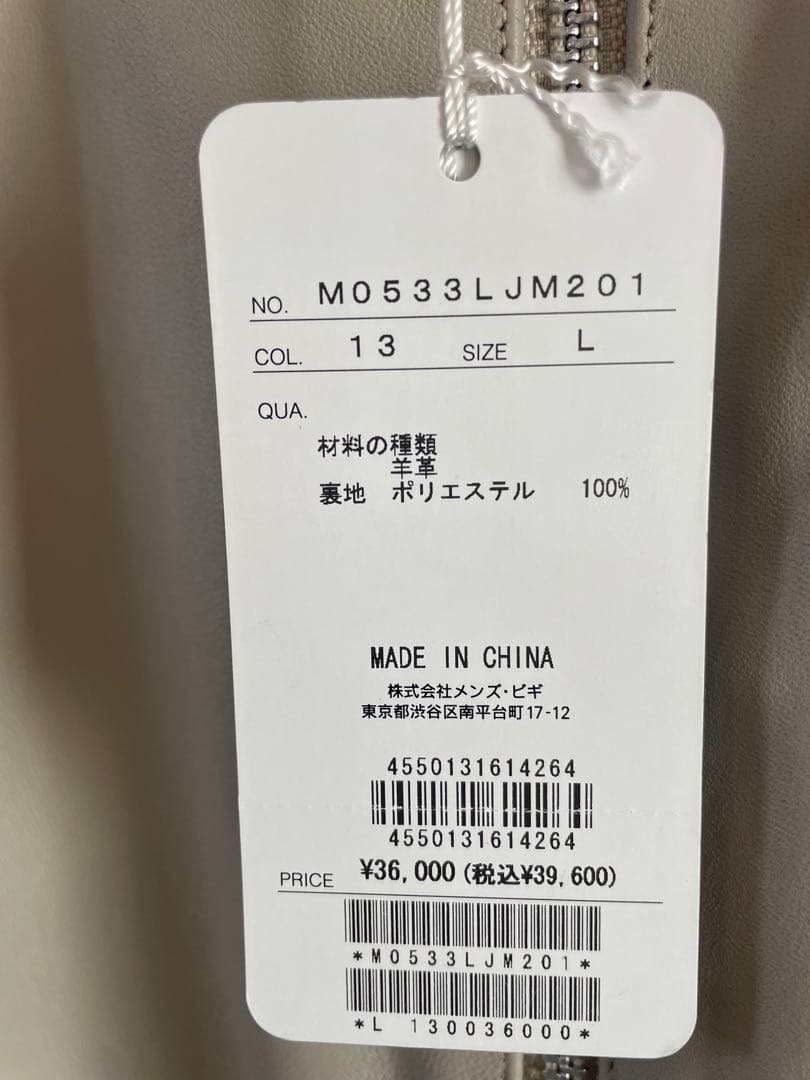 NO. M0533LJM201
COL. 13 SIZE L
QUA.
材料の種類
羊革
裏地 ポリエステル 100%
MADE IN CHINA
株式会社メンズ・ビギ
東京都渋谷区南平台町17-12
4550131614264
4550131614264
PRICE ¥36,000(税込¥39,600)
*M0533LJM201*
*L 130036000*